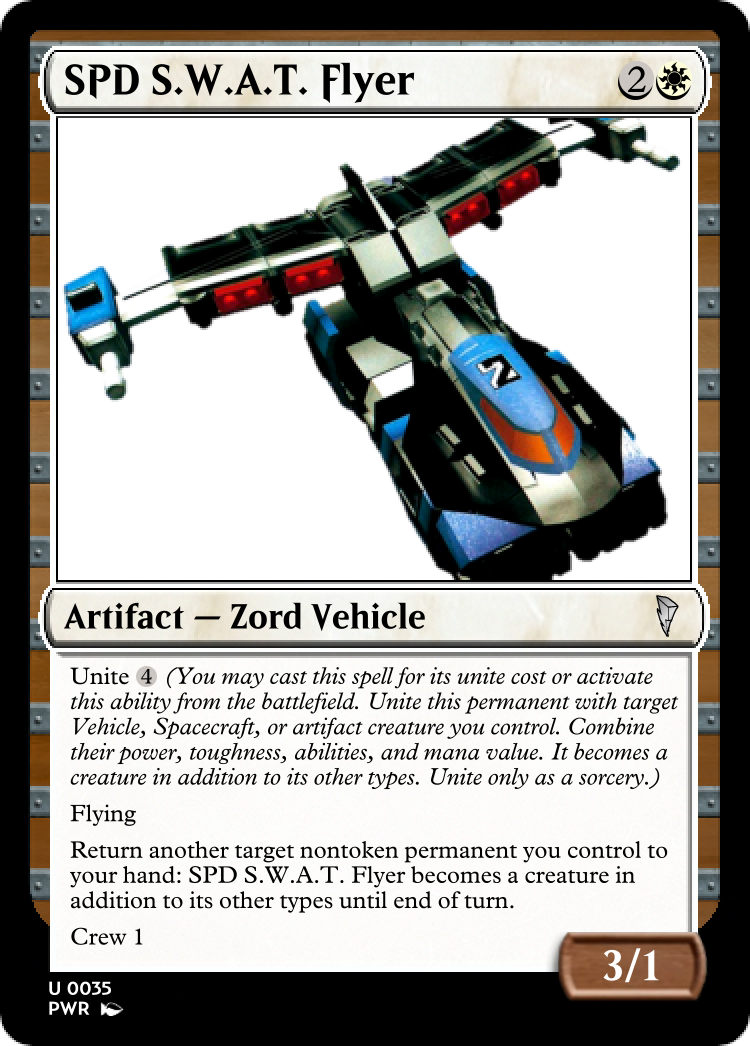 SPD S.W.A.T. Flyer 2
2
Artifact — Zord Vehicle
Unite 4 (You may cast this spell for its unite cost or activate
this ability from the battlefield. Unite this permanent with target
Vehicle, Spacecraft, or artifact creature you control. Combine
their power, toughness, abilities, and mana value. It becomes a
creature in addition to its other types. Unite only as a sorcery.)
Flying
Return another target nontoken permanent you control to
your hand: SPD S.W.A.T. Flyer becomes a creature in
addition to its other types until end of turn.
Crew 1
3/1
U 0035
PWR